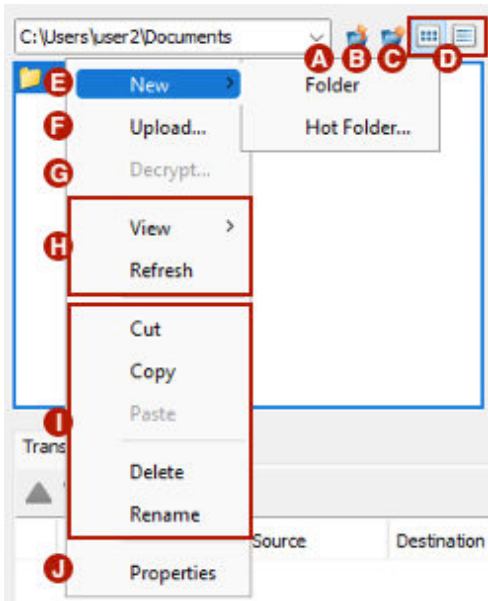 C:\Users\user2\Documents
A B C D
E New Folder
F Upload... Hot Folder...
G Decrypt...
H View
Refresh
Cut
Copy
I Paste
Trans
Delete
Rename
Source Destination
J Properties